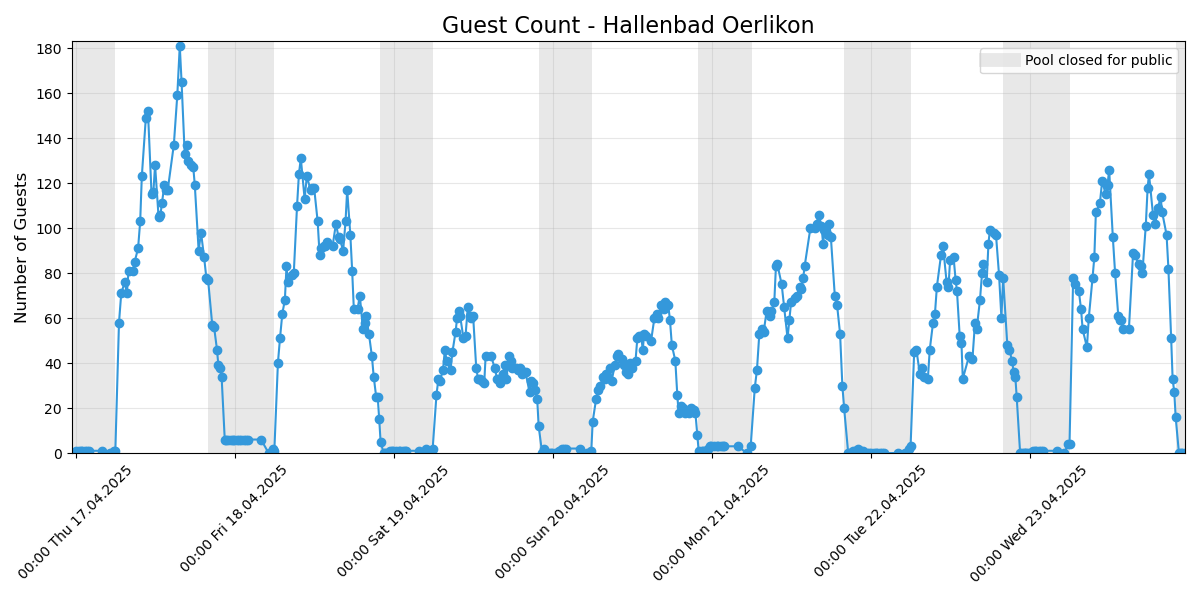 Guest Count - Hallenbad Oerlikon
Pool closed for public
Number of Guests
180
160
140
120
100
80
60
40
20
0
00:00 Thu 17.04.2025
00:00 Fri 18.04.2025
00:00 Sat 19.04.2025
00:00 Sun 20.04.2025
00:00 Mon 21.04.2025
00:00 Tue 22.04.2025
00:00 Wed 23.04.2025